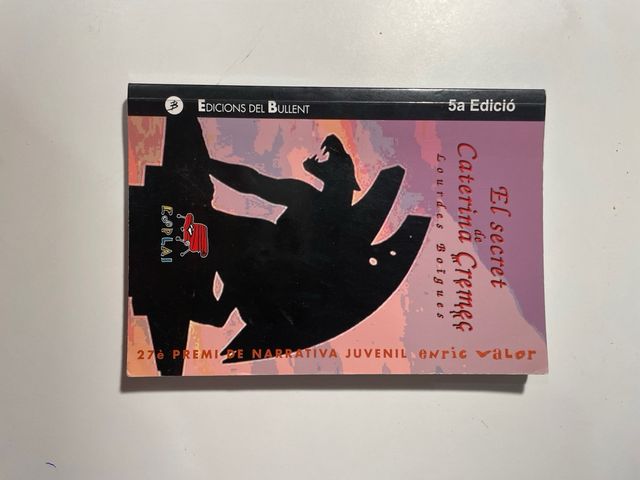 EDICIONS DEL BULLENT
5a Edició
El secret
de
Caterina Cremec
Lourdes Boigues
ESPLAI
27è PREMI DE NARRATIVA JUVENIL enric valor